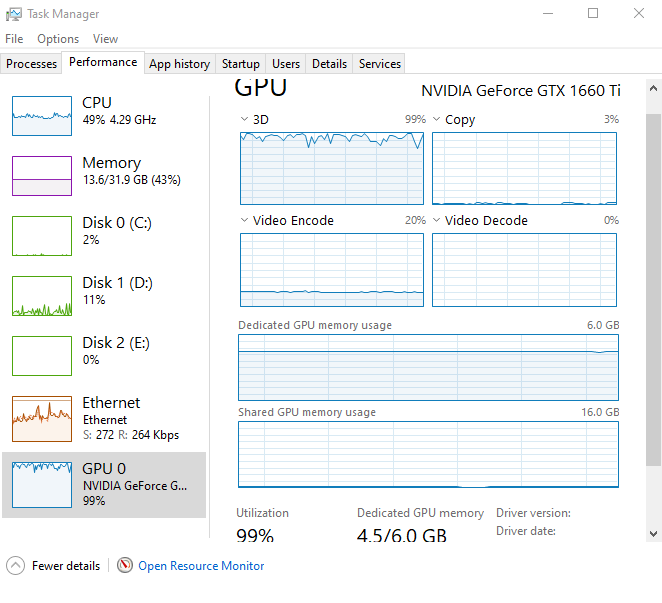 Task Manager
File Options View
Processes Performance App history Startup Users Details Services
CPU
49% 4.29 GHz
Memory
13.6/31.9 GB (43%)
Disk 0 (C:)
2%
Disk 1 (D:)
11%
Disk 2 (E:)
0%
Ethernet
Ethernet
S: 272 R: 264 Kbps
GPU 0
NVIDIA GeForce G...
99%
GPU NVIDIA GeForce GTX 1660 Ti
3D 99% Copy 3%
Video Encode 20% Video Decode 0%
Dedicated GPU memory usage 6.0 GB
Shared GPU memory usage 16.0 GB
Utilization Dedicated GPU memory Driver version:
99% 4.5/6.0 GB Driver date:
Fewer details Open Resource Monitor